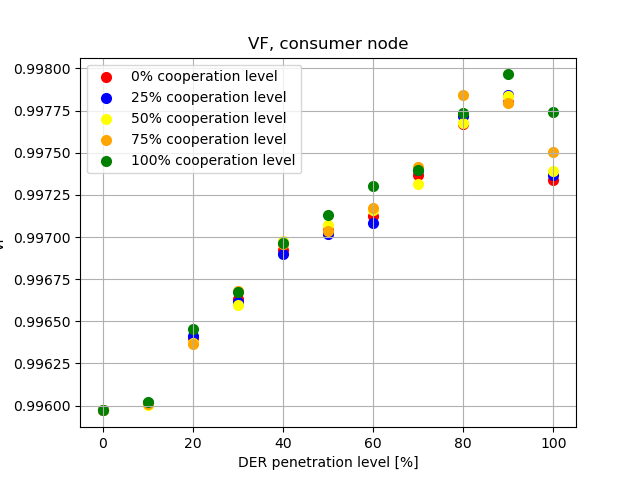 VF, consumer node
0% cooperation level
25% cooperation level
50% cooperation level
75% cooperation level
100% cooperation level
0.99800
0.99775
0.99750
0.99725
0.99700
0.99675
0.99650
0.99625
0.99600
0 20 40 60 80 100
DER penetration level [%]